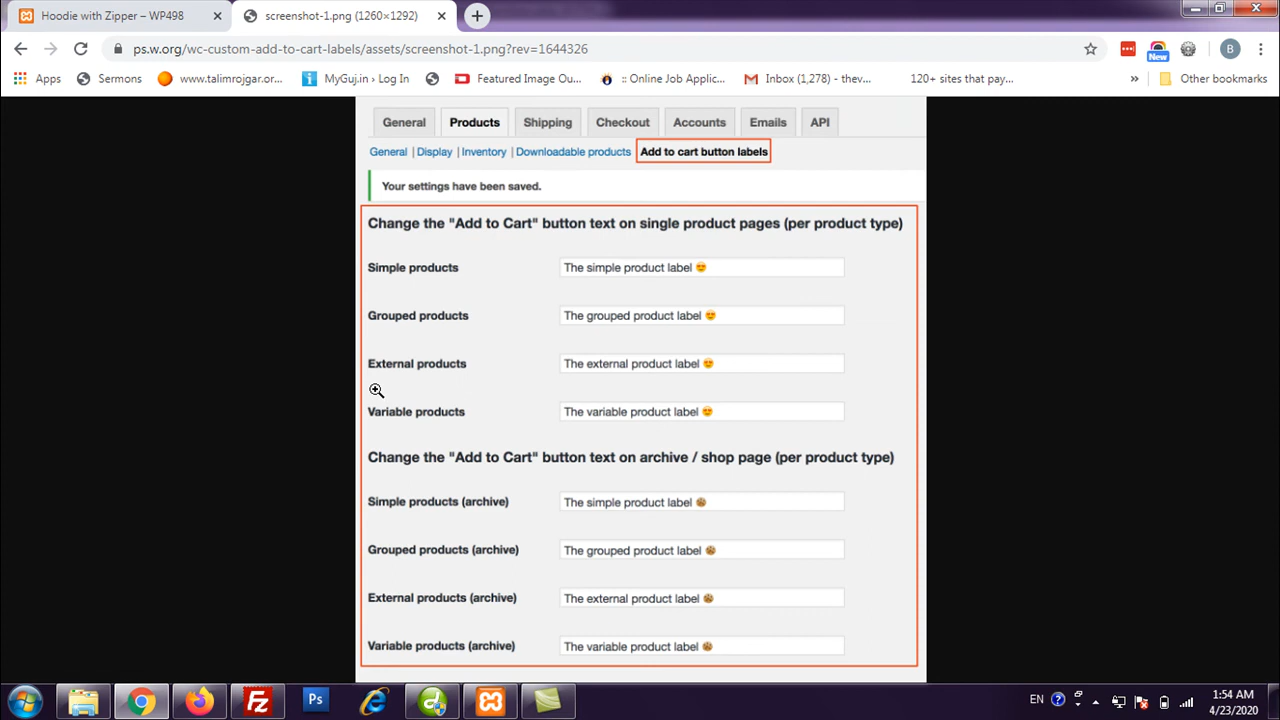 Hoodie with Zipper – WP498
screenshot-1.png (1260×1292)
ps.w.org/wc-custom-add-to-cart-labels/assets/screenshot-1.png?rev=1644326
Apps
Sermons
www.talimrojgar.or...
MyGuj.in › Log In
Featured Image Ou...
:: Online Job Applic...
Inbox (1,278) - thev...
120+ sites that pay...
»
Other bookmarks
New
B
General
Products
Shipping
Checkout
Accounts
Emails
API
General | Display | Inventory | Downloadable products
Add to cart button labels
Your settings have been saved.
Change the "Add to Cart" button text on single product pages (per product type)
Simple products
The simple product label 😍
Grouped products
The grouped product label 😍
External products
The external product label 😍
Variable products
The variable product label 😍
Change the "Add to Cart" button text on archive / shop page (per product type)
Simple products (archive)
The simple product label 🍪
Grouped products (archive)
The grouped product label 🍪
External products (archive)
The external product label 🍪
Variable products (archive)
The variable product label 🍪
Fz
Ps
EN
1:54 AM
4/23/2020